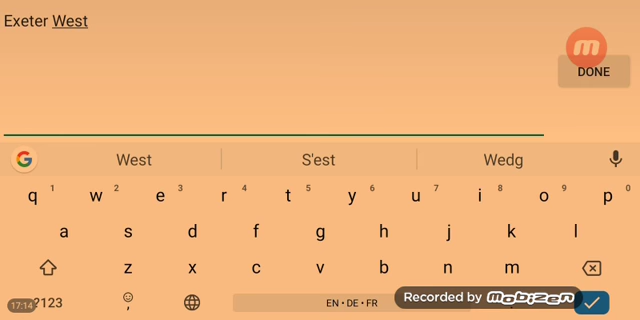 Exeter West
DONE
West S'est Wedg
q 1 w 2 e 3 r 4 t 5 y 6 u 7 i 8 o 9 p 0
a s d f g h j k l
z x c v b n m
17:14 ?123 , EN • DE • FR Recorded by mobizen